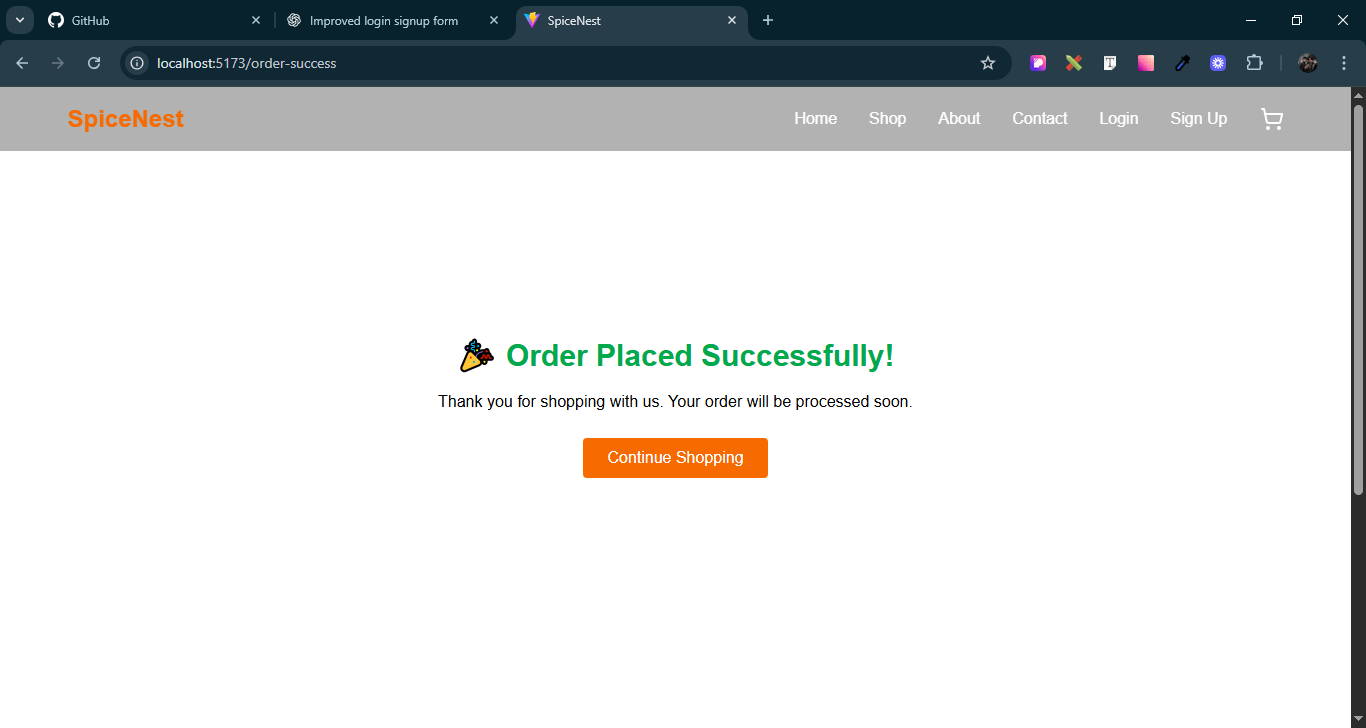 GitHub
Improved login signup form
SpiceNest
localhost:5173/order-success
SpiceNest
Home Shop About Contact Login Sign Up
🎉 Order Placed Successfully!
Thank you for shopping with us. Your order will be processed soon.
Continue Shopping